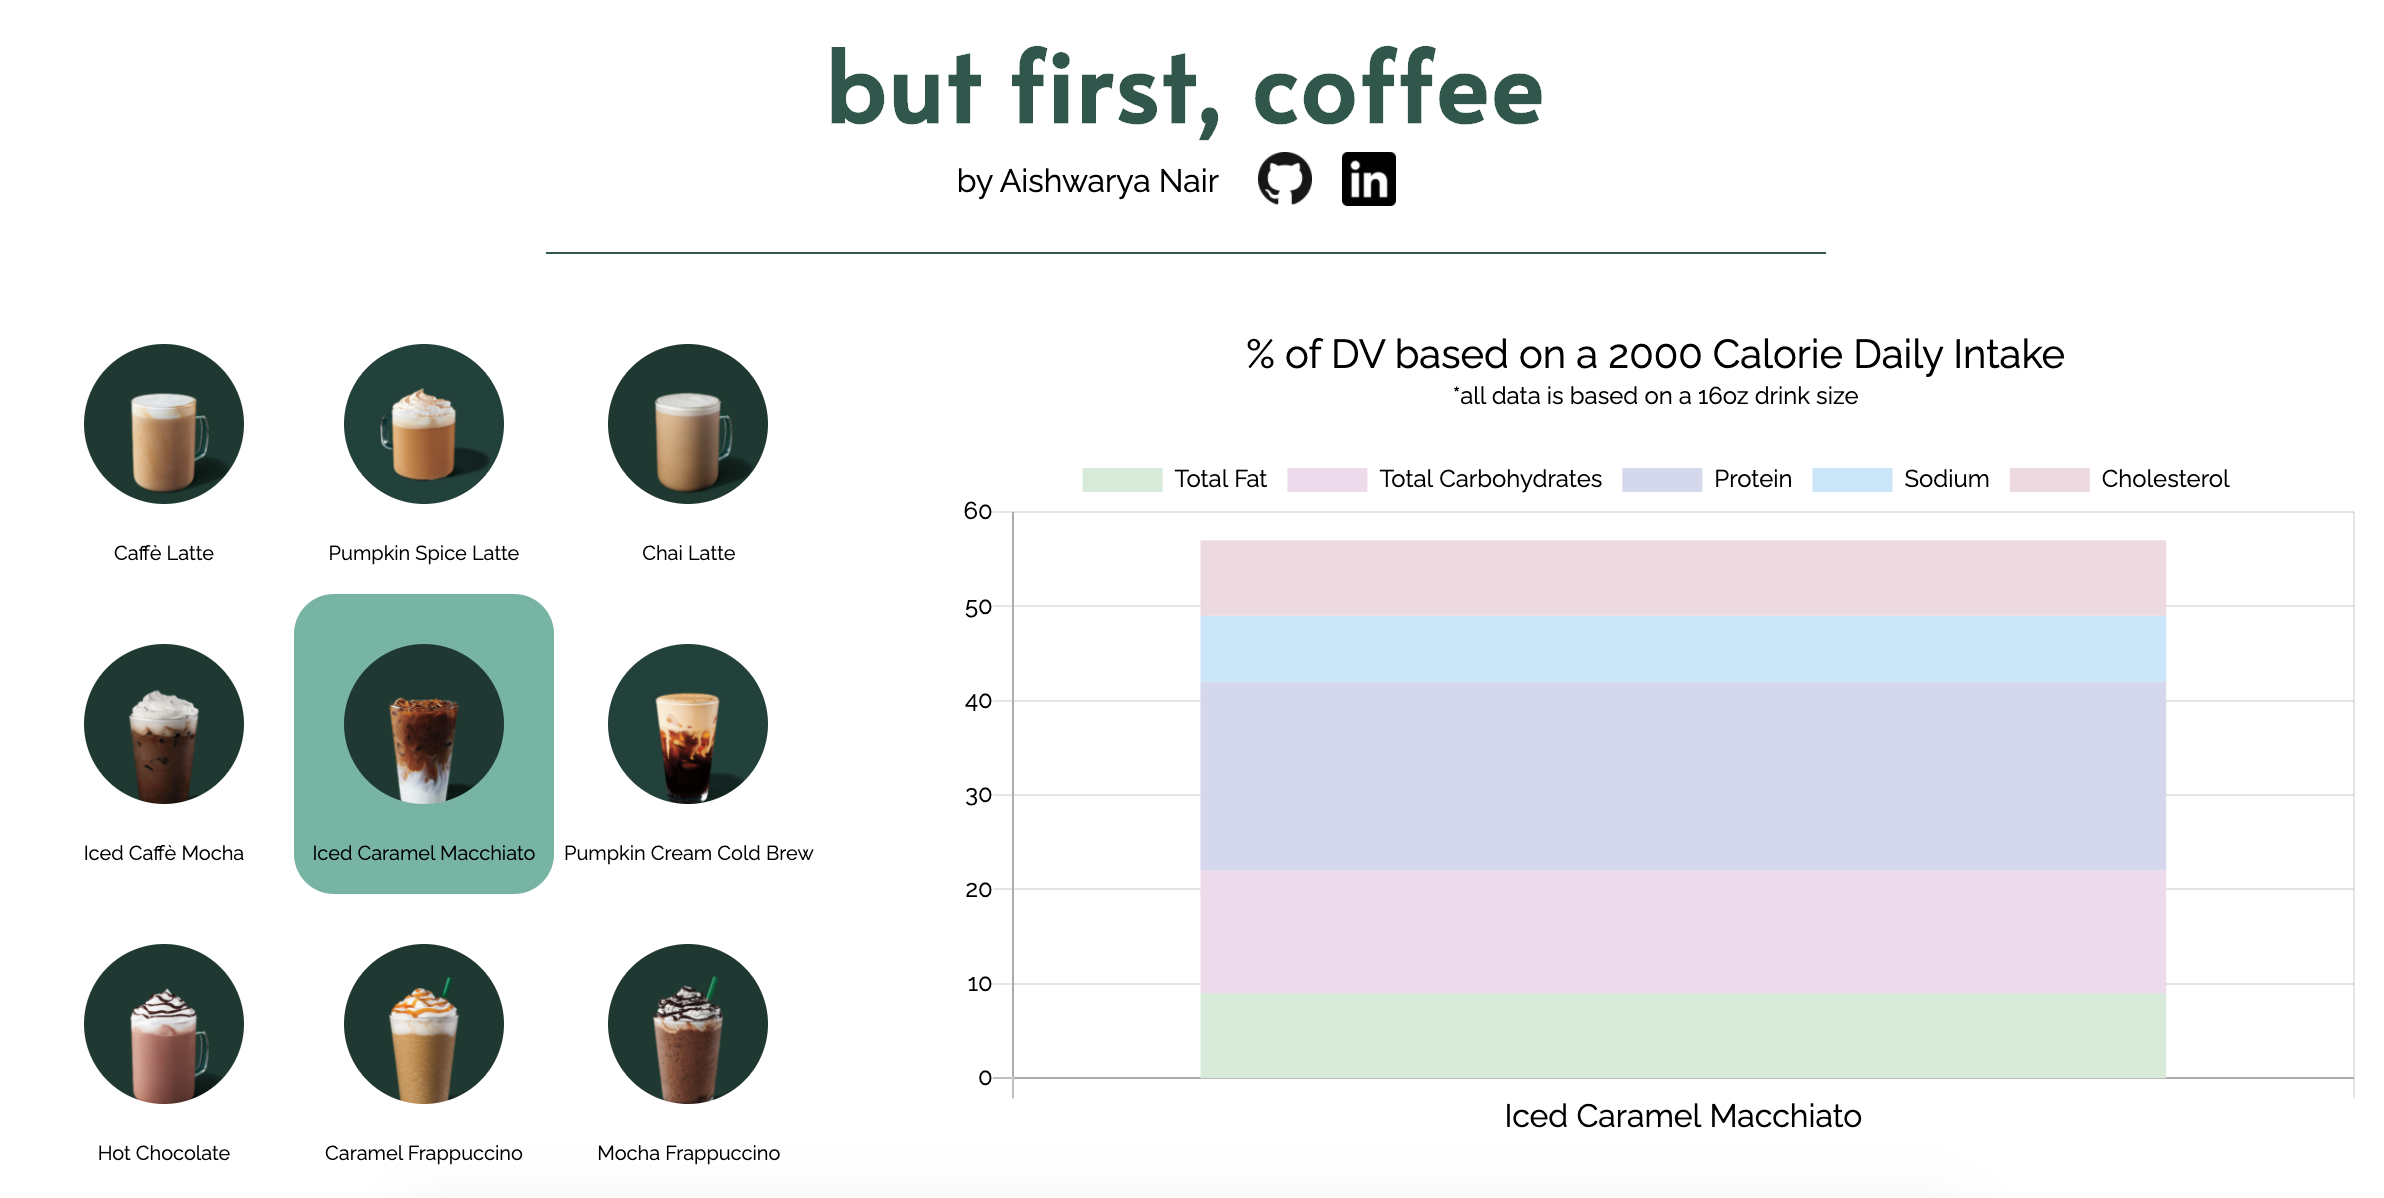 but first, coffee
by Aishwarya Nair
in
Caffè Latte
Pumpkin Spice Latte
Chai Latte
Iced Caffè Mocha
Iced Caramel Macchiato
Pumpkin Cream Cold Brew
Hot Chocolate
Caramel Frappuccino
Mocha Frappuccino
% of DV based on a 2000 Calorie Daily Intake
*all data is based on a 16oz drink size
Total Fat
Total Carbohydrates
Protein
Sodium
Cholesterol
60
50
40
30
20
10
0
Iced Caramel Macchiato